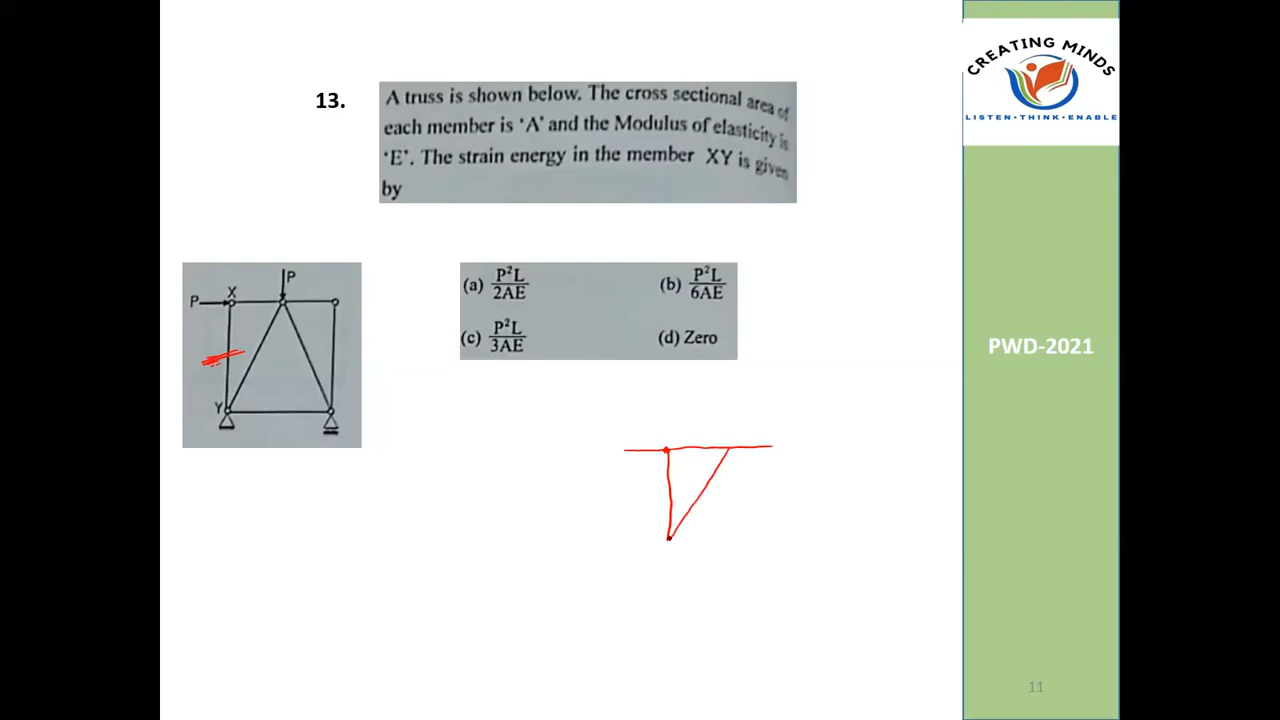 CREATING MINDS
LISTEN•THINK•ENABLE
13.
A truss is shown below. The cross sectional area of
each member is ‘A’ and the Modulus of elasticity is
‘E’. The strain energy in the member XY is given
by
P
P
X
Y
(a) P²L/2AE
(b) P²L/6AE
(c) P²L/3AE
(d) Zero
PWD-2021
11